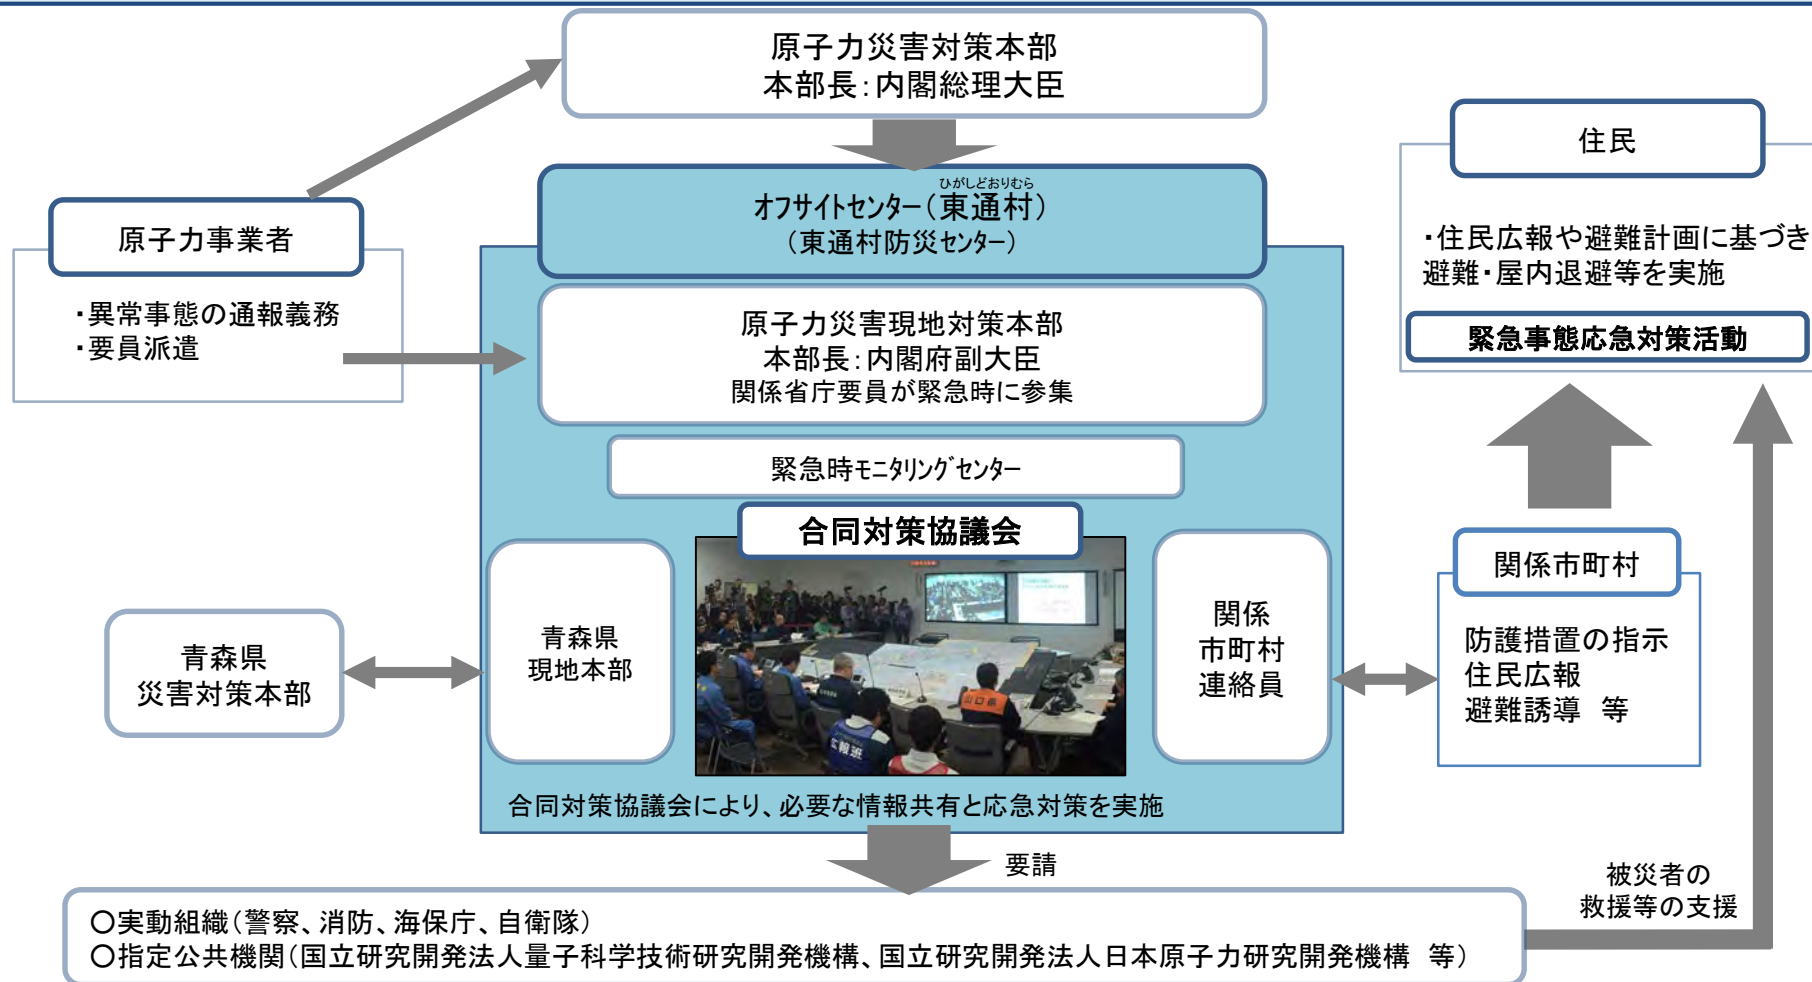 原子力災害対策本部
本部長：内閣総理大臣
ひがしどおりむら
オフサイトセンター（東通村）
（東通村防災センター）
原子力事業者
・異常事態の通報義務
・要員派遣
原子力災害現地対策本部
本部長：内閣府副大臣
関係省庁要員が緊急時に参集
緊急時モニタリングセンター
合同対策協議会
青森県
災害対策本部
青森県
現地本部
山口県
広報班
関係
市町村
連絡員
合同対策協議会により、必要な情報共有と応急対策を実施
住民
・住民広報や避難計画に基づき
避難・屋内退避等を実施
緊急事態応急対策活動
関係市町村
防護措置の指示
住民広報
避難誘導　等
要請
被災者の
救援等の支援
○実動組織（警察、消防、海保庁、自衛隊）
○指定公共機関（国立研究開発法人量子科学技術研究開発機構、国立研究開発法人日本原子力研究開発機構　等）